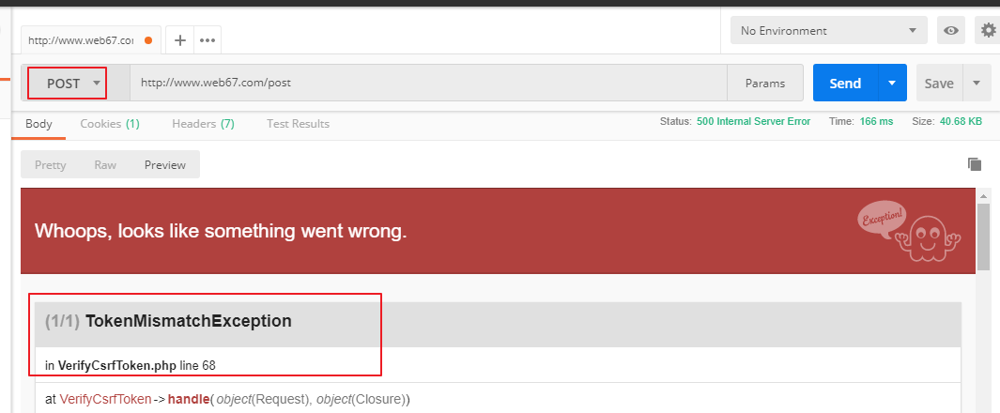 http://www.web67.co
No Environment
POST
http://www.web67.com/post
Params
Send
Save
Body
Cookies (1)
Headers (7)
Test Results
Status: 500 Internal Server Error
Time: 166 ms
Size: 40.68 KB
Pretty
Raw
Preview
Whoops, looks like something went wrong.
Exception!
(1/1) TokenMismatchException
in VerifyCsrfToken.php line 68
at VerifyCsrfToken->handle(object(Request), object(Closure))